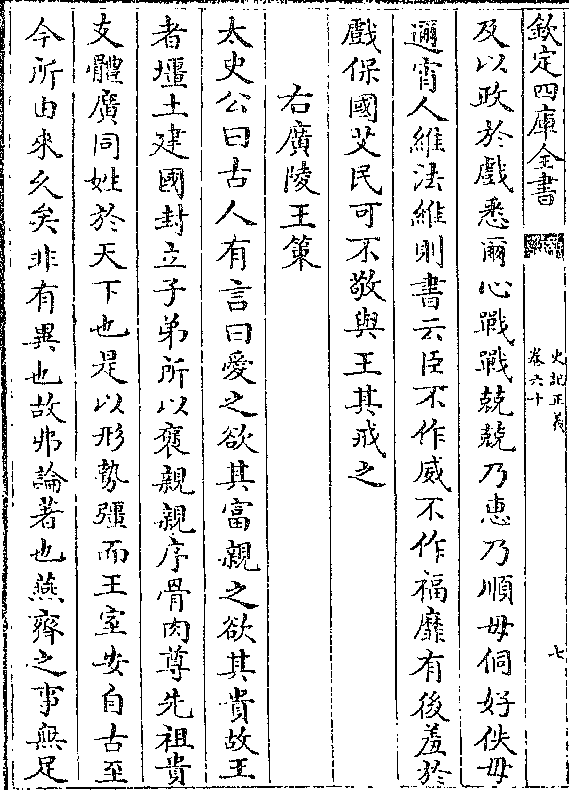 欽定四庫全書
史記正義
卷六十
七
及以政於戲悉爾心戰戰兢兢乃惠乃順毋侗好佚毋
邇宵人維法維則書云臣不作威不作福靡有後羞於
戲保國艾民可不敬與王其戒之
右廣陵王策
太史公曰古人有言曰愛之欲其富親之欲其貴故王
者壃土建國封立子弟所以褒親親序骨肉尊先祖貴
支體廣同姓於天下也是以形勢彊而王室安自古至
今所由來久矣非有異也故弗論著也燕齊之事無足